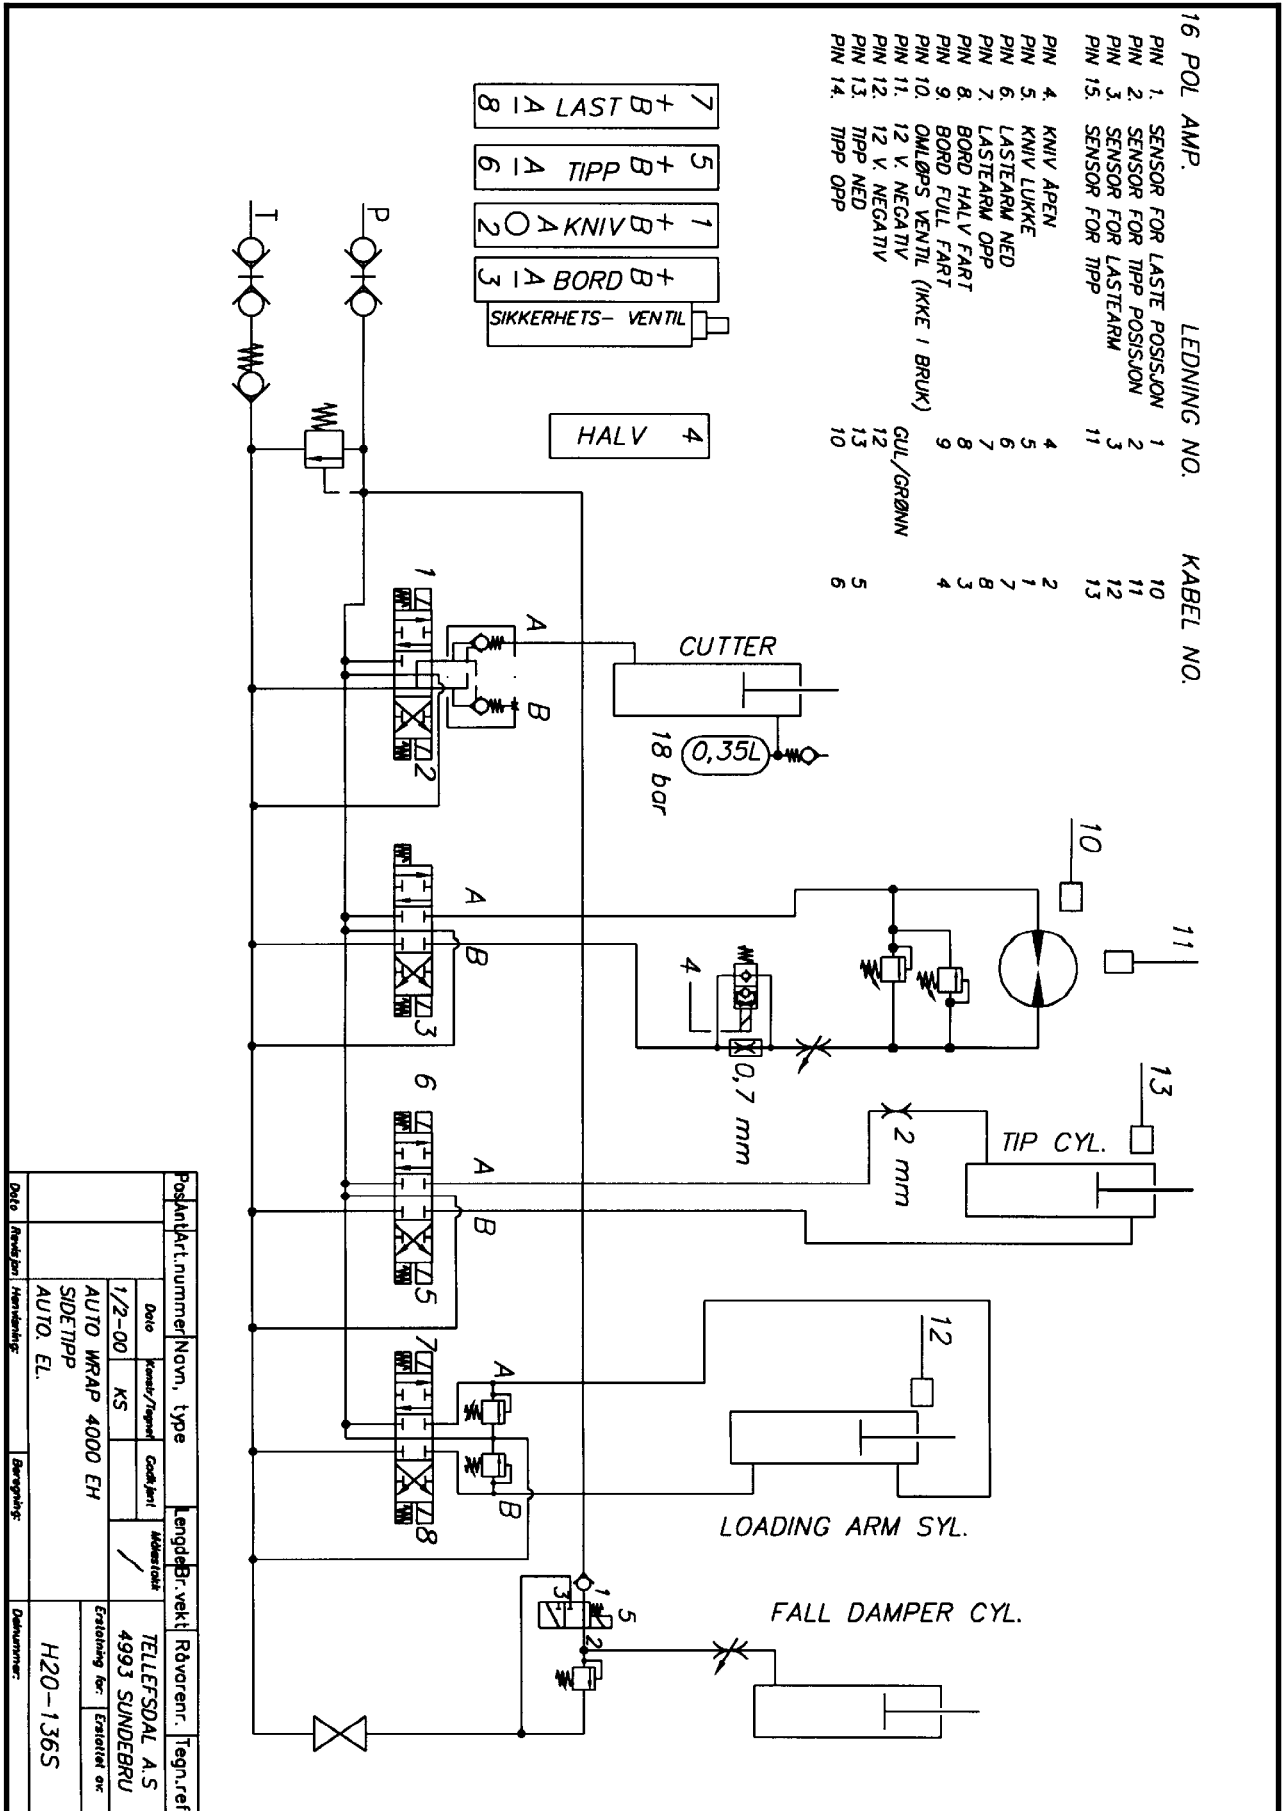 16 POL AMP. LEDNING NO. KABEL NO.
PIN 1. SENSOR FOR LASTE POSISJON 1 10
PIN 2. SENSOR FOR TIPP POSISJON 2 11
PIN 3. SENSOR FOR LASTEARM 3 12
PIN 15. SENSOR FOR TIPP 11 13
PIN 4. KNIV ÅPEN 4 2
PIN 5. KNIV LUKKE 5 1
PIN 6. LASTEARM NED 6 7
PIN 7. LASTEARM OPP 7 8
PIN 8. BORD HALV FART 8 3
PIN 9. BORD FULL FART 9 4
PIN 10. OMLØPS VENTIL (IKKE I BRUK)
PIN 11. 12 V. NEGATIV GUL/GRØNN
PIN 12. 12 V. NEGATIV 12
PIN 13. TIPP NED 13 5
PIN 14. TIPP OPP 10 6
8 - A LAST B + 7
6 - A TIPP B + 5
2 O A KNIV B + 1
3 - A BORD B +
SIKKERHETS- VENTIL
HALV 4
P
T
CUTTER
0,35L
18 bar
10
11
4
0,7 mm
13
TIP CYL.
2 mm
12
LOADING ARM SYL.
FALL DAMPER CYL.
1
A
B
2
A
B
3
6
A
B
5
7
A
B
8
1
3
5
2
Pos Ant Art.nummer Navn, type Lengde Br.vekt Råvarenr. Tegn.ref
Dato Konstr/Tegnet Godkjent Målestokk
1/2-00 KS /
TELLEFSDAL A.S
4993 SUNDEBRU
AUTO WRAP 4000 EH
SIDETIPP
AUTO. EL.
Erstatning for: Erstattet av:
H20-136S
Dato Revisjon Henvisning: Beregning: Delnummer: